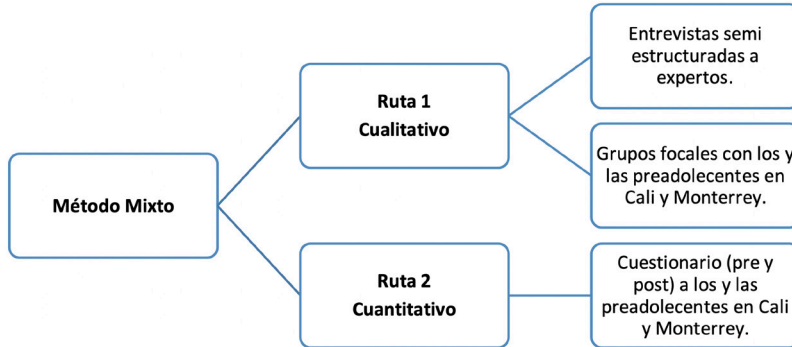 Método Mixto
Ruta 1
Cualitativo
Entrevistas semi
estructuradas a
expertos.
Grupos focales con los y
las preadolecentes en
Cali y Monterrey.
Ruta 2
Cuantitativo
Cuestionario (pre y
post) a los y las
preadolecentes en Cali
y Monterrey.